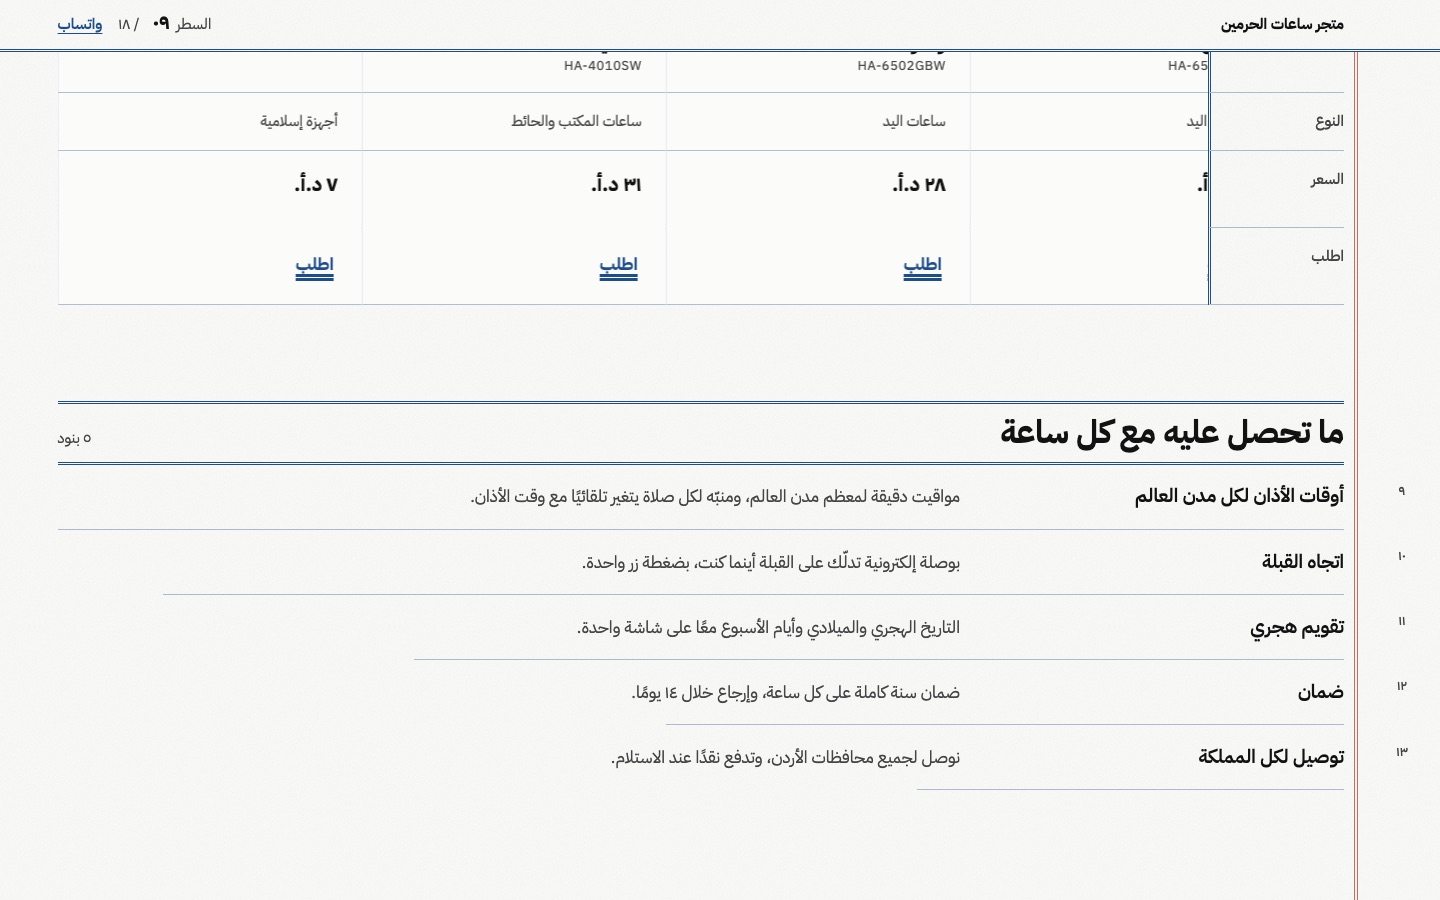 متجر ساعات الحرمين
السطر ٠٩ / ١٨ واتساب
HA-65 HA-6502GBW HA-4010SW
النوع اليد ساعات اليد ساعات المكتب والحائط أجهزة إسلامية
السعر أ. ٢٨ د.أ. ٣١ د.أ. ٧ د.أ.
اطلب اطلب اطلب اطلب
ما تحصل عليه مع كل ساعة ٥ بنود
٩ أوقات الأذان لكل مدن العالم مواقيت دقيقة لمعظم مدن العالم، ومنبّه لكل صلاة يتغير تلقائيًا مع وقت الأذان.
١٠ اتجاه القبلة بوصلة إلكترونية تدلّك على القبلة أينما كنت، بضغطة زر واحدة.
١١ تقويم هجري التاريخ الهجري والميلادي وأيام الأسبوع معًا على شاشة واحدة.
١٢ ضمان ضمان سنة كاملة على كل ساعة، وإرجاع خلال ١٤ يومًا.
١٣ توصيل لكل المملكة نوصل لجميع محافظات الأردن، وتدفع نقدًا عند الاستلام.